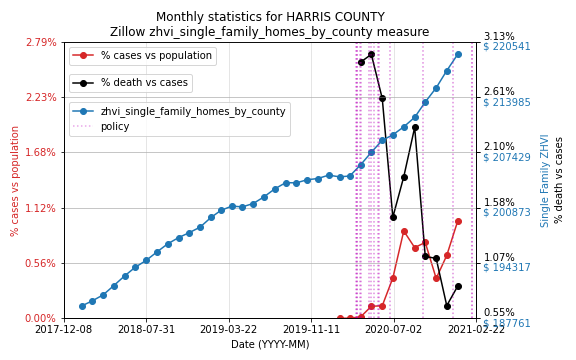 Monthly statistics for HARRIS COUNTY
Zillow zhvi_single_family_homes_by_county measure
% cases vs population
% death vs cases
zhvi_single_family_homes_by_county
policy
2.79%
2.23%
1.68%
1.12%
0.56%
0.00%
% cases vs population
3.13%
$ 220541
2.61%
$ 213985
2.10%
$ 207429
1.58%
$ 200873
1.07%
$ 194317
0.55%
$ 187761
Single Family ZHVI
% death vs cases
2017-12-08
2018-07-31
2019-03-22
2019-11-11
2020-07-02
2021-02-22
Date (YYYY-MM)